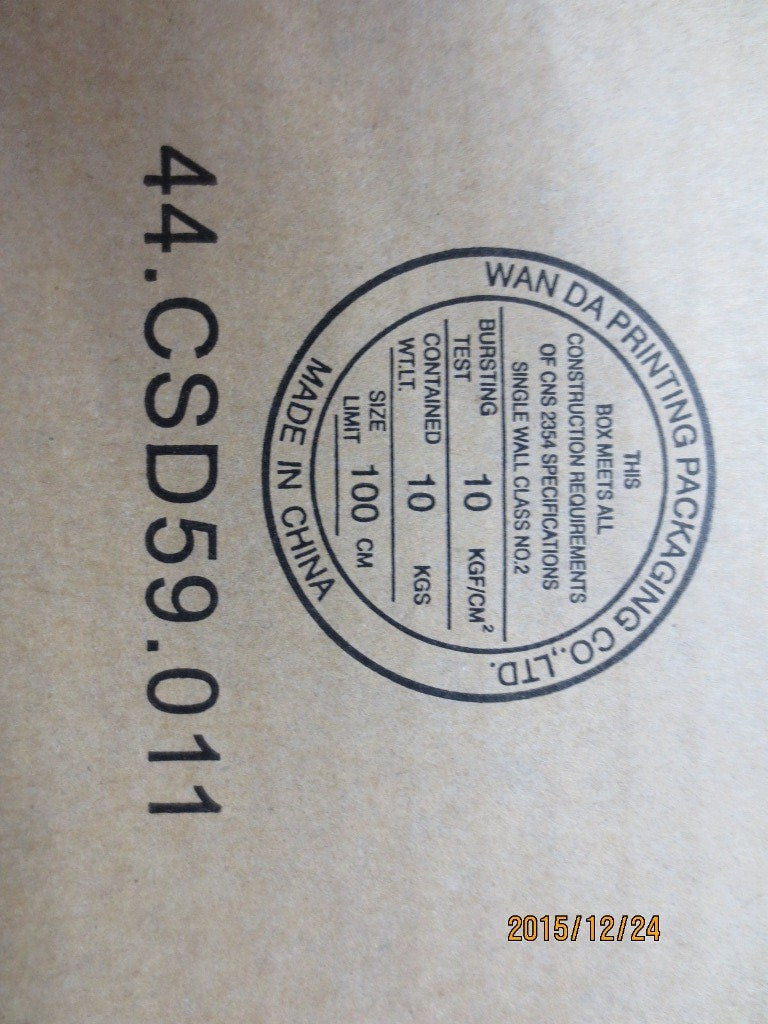 WAN DA PRINTING PACKAGING CO.,LTD.
THIS
BOX MEETS ALL
CONSTRUCTION REQUIREMENTS
OF CNS 2354 SPECIFICATIONS
SINGLE WALL CLASS NO.2
BURSTING TEST 10 KGF/CM²
CONTAINED WT.LT. 10 KGS
SIZE LIMIT 100 CM
MADE IN CHINA
44.CSD59.011
2015/12/24